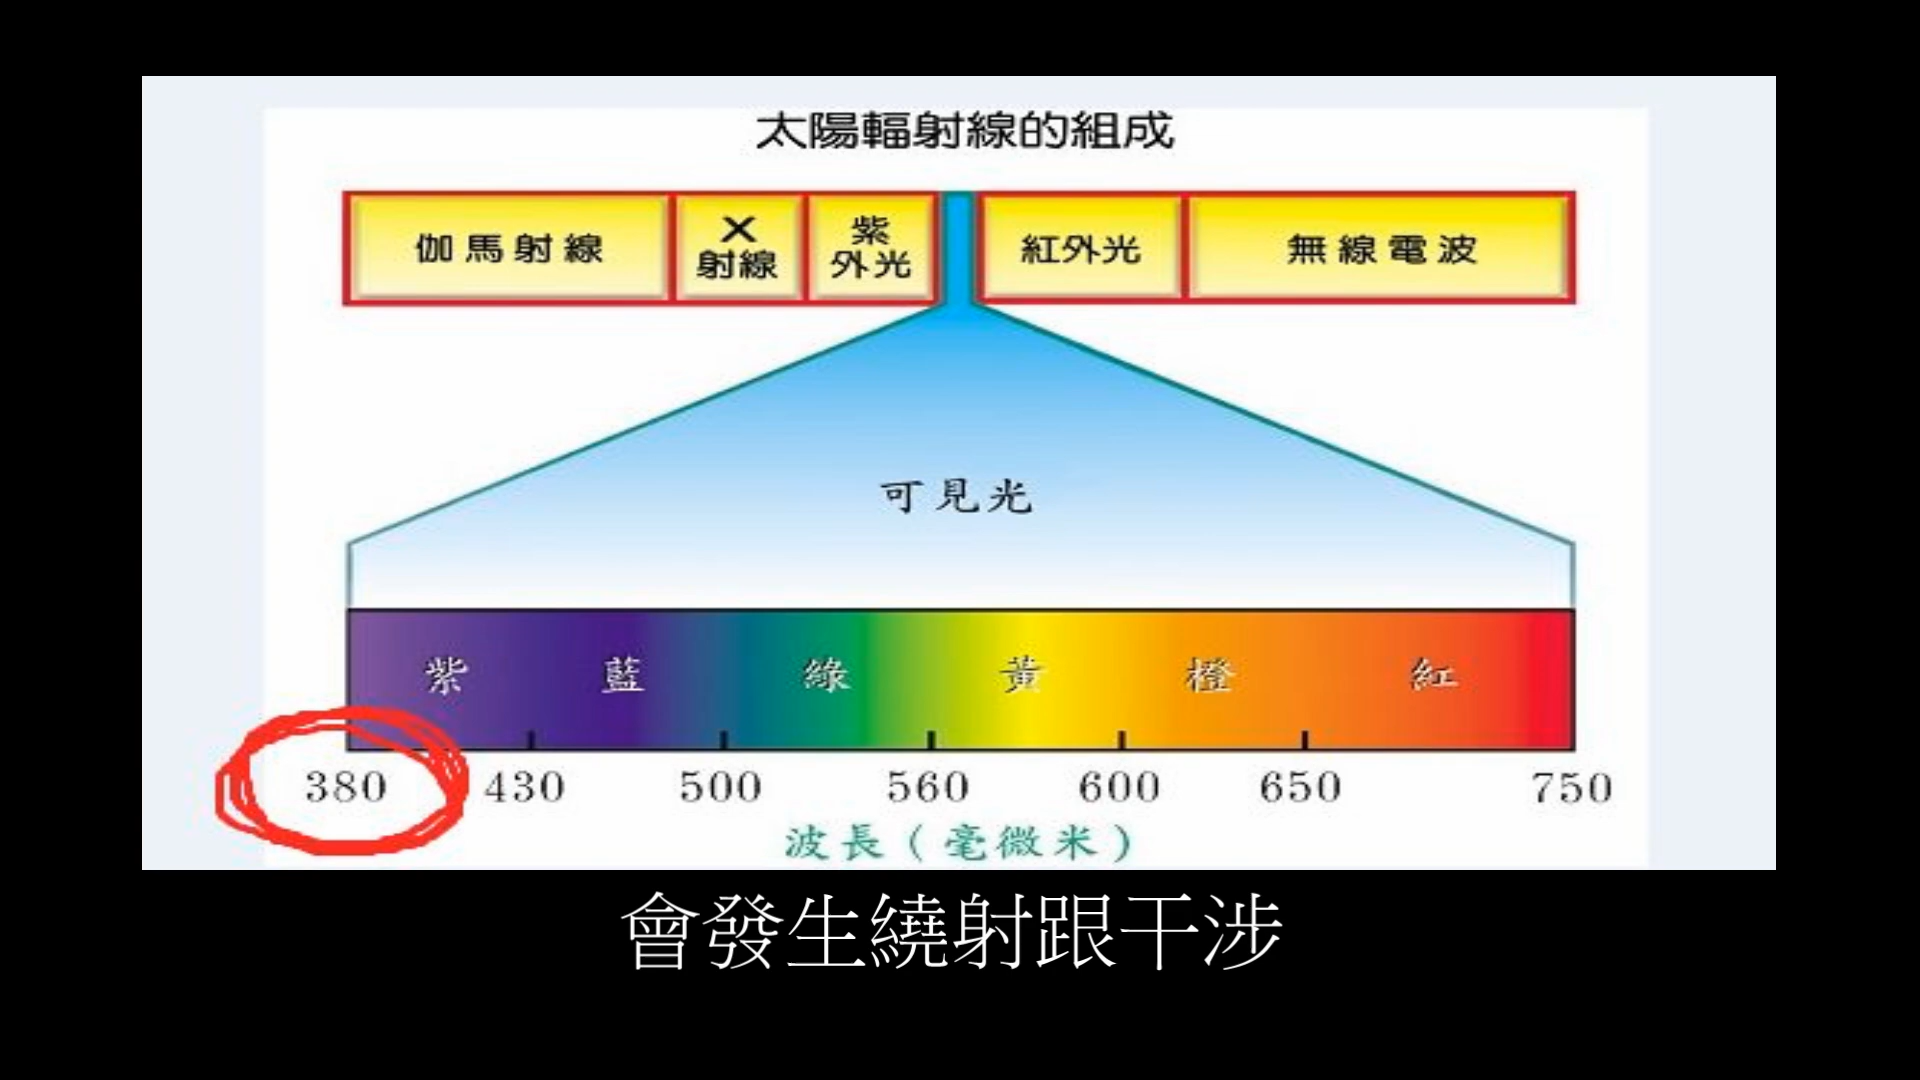 太陽輻射線的組成
伽馬射線 X射線 紫外光 紅外光 無線電波
可見光
紫 藍 綠 黃 橙 紅
380 430 500 560 600 650 750
波長(毫微米)
會發生繞射跟干涉